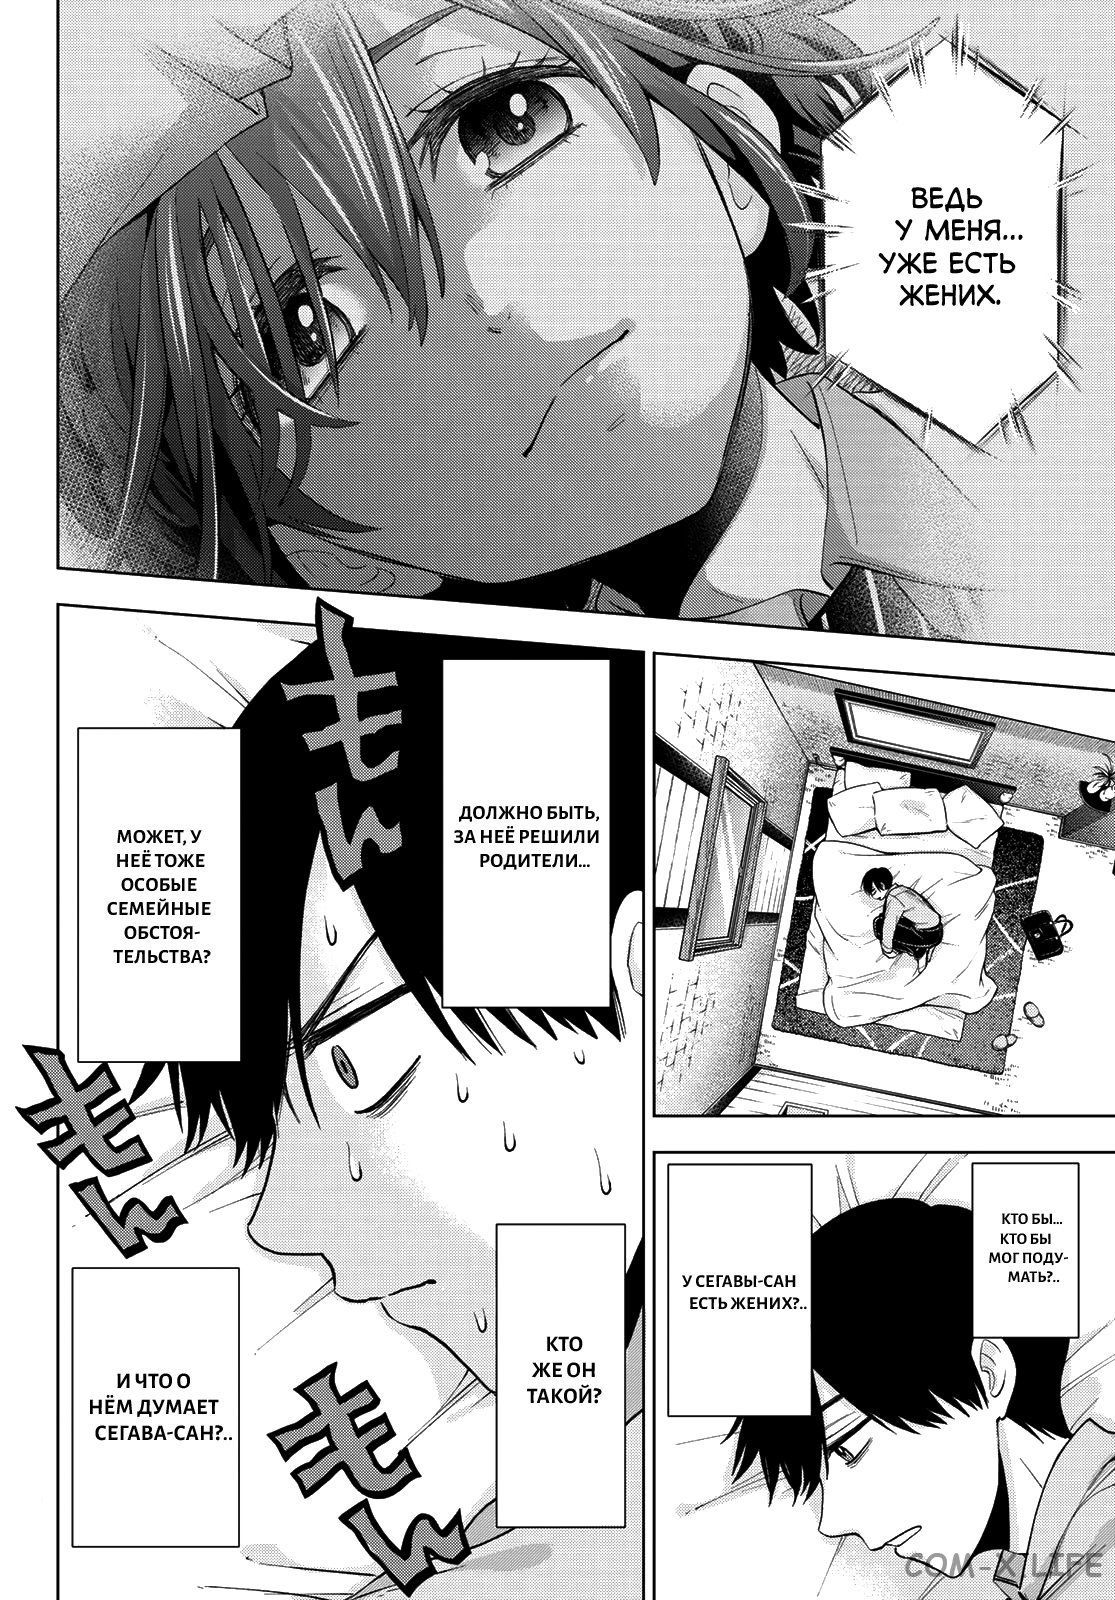 ВЕДЬ
У МЕНЯ...
УЖЕ ЕСТЬ
ЖЕНИХ.
КТО БЫ...
КТО БЫ
МОГ ПОДУ-
МАТЬ?..
У СЕГАВЫ-САН
ЕСТЬ ЖЕНИХ?..
ДОЛЖНО БЫТЬ,
ЗА НЕЁ РЕШИЛИ
РОДИТЕЛИ...
もん
МОЖЕТ, У
НЕЁ ТОЖЕ
ОСОБЫЕ
СЕМЕЙНЫЕ
ОБСТОЯ-
ТЕЛЬСТВА?
もん
КТО
ЖЕ ОН
ТАКОЙ?
もん
И ЧТО О
НЁМ ДУМАЕТ
СЕГАВА-САН?..
COM-X.LIFE